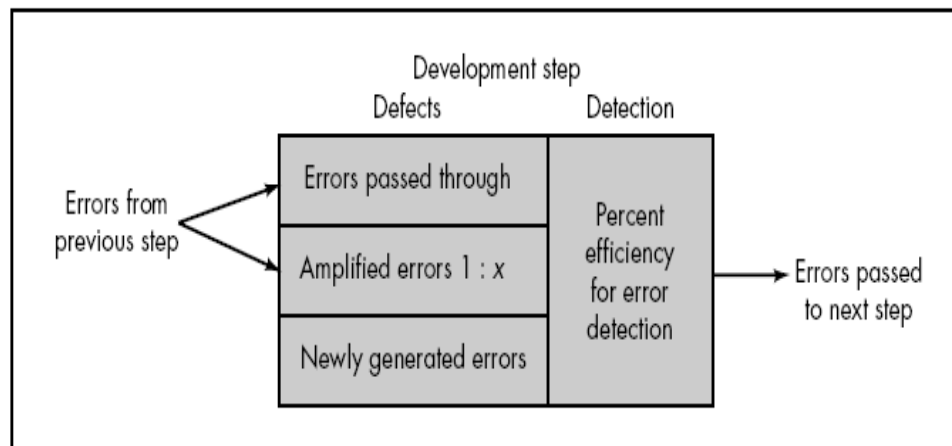 Development step
Defects
Detection
Errors from
previous step
Errors passed through
Amplified errors 1 : x
Newly generated errors
Percent
efficiency
for error
detection
Errors passed
to next step